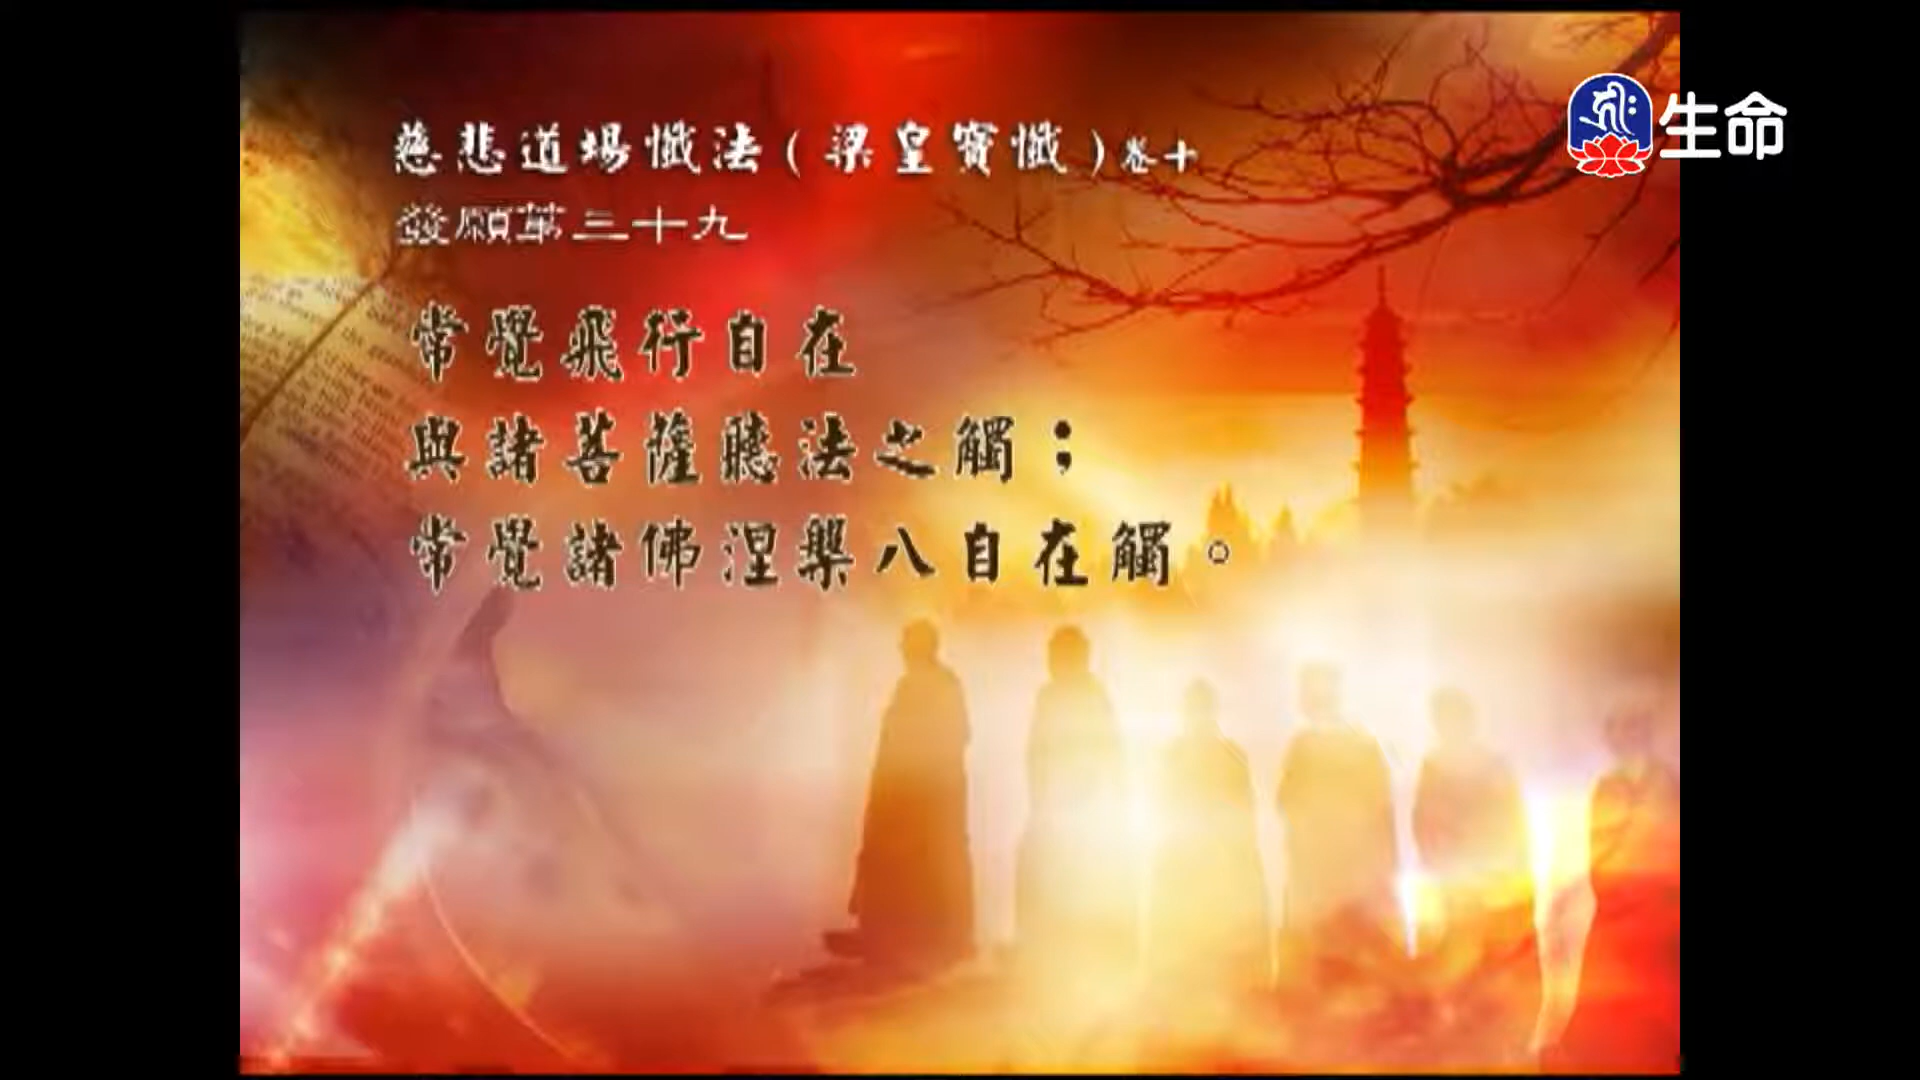 慈悲道場懺法(梁皇寶懺)卷十
發願第三十九
常覺飛行自在
與諸菩薩聽法之觸；
常覺諸佛涅槃八自在觸。
生命